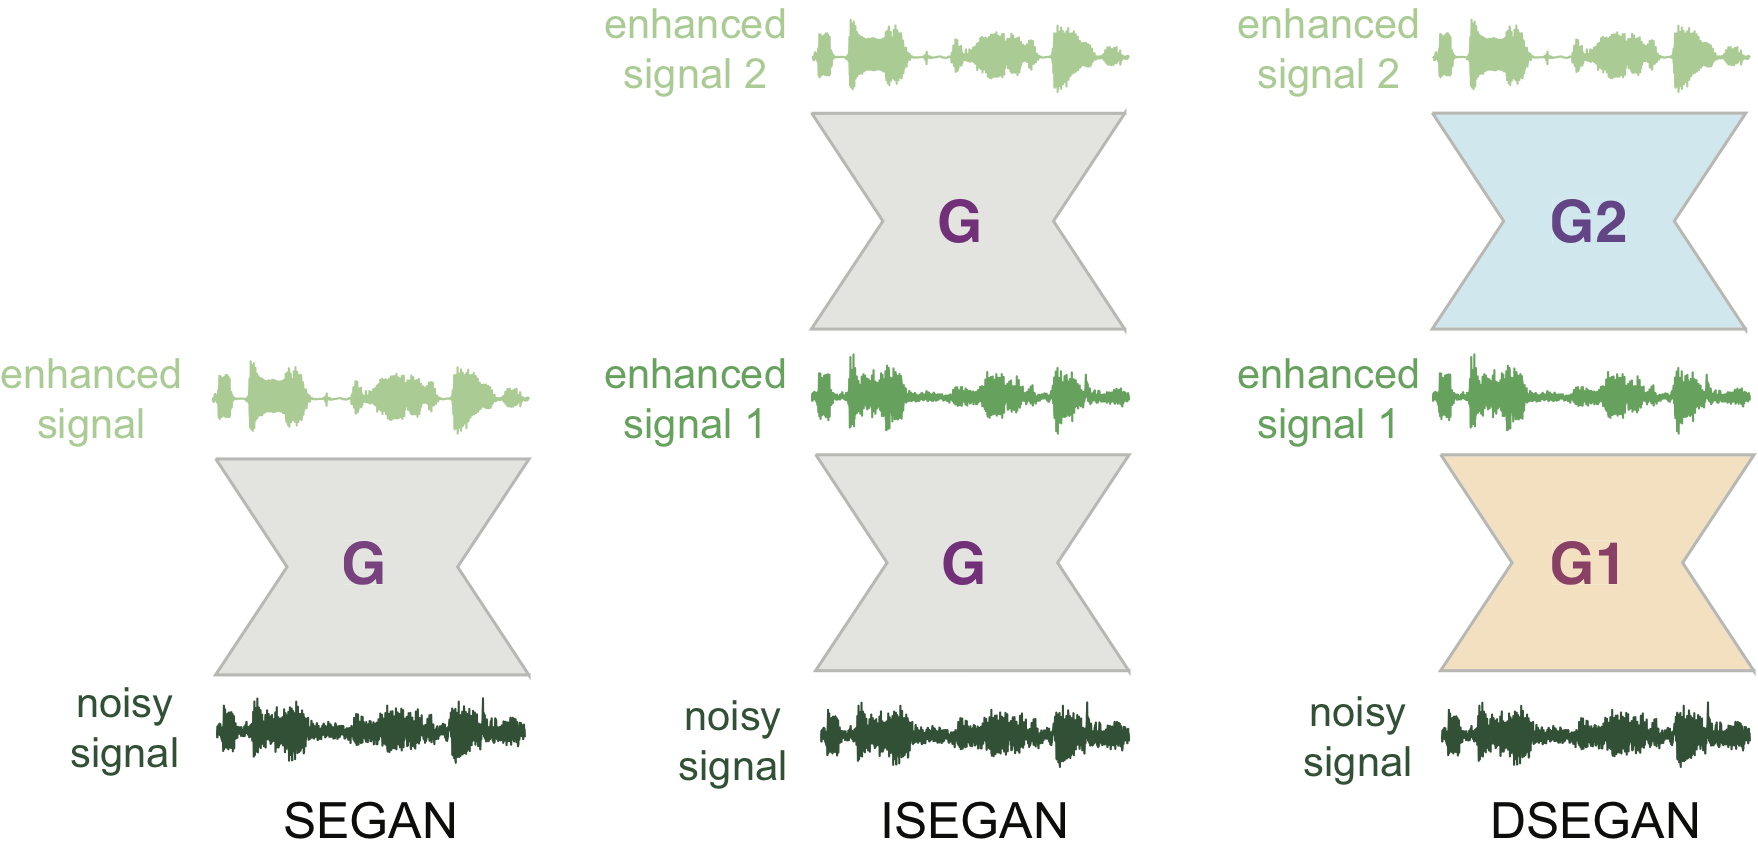 enhanced
signal 2
enhanced
signal 2
G
G2
enhanced
signal
enhanced
signal 1
enhanced
signal 1
G
G
G1
noisy
signal
noisy
signal
noisy
signal
SEGAN
ISEGAN
DSEGAN